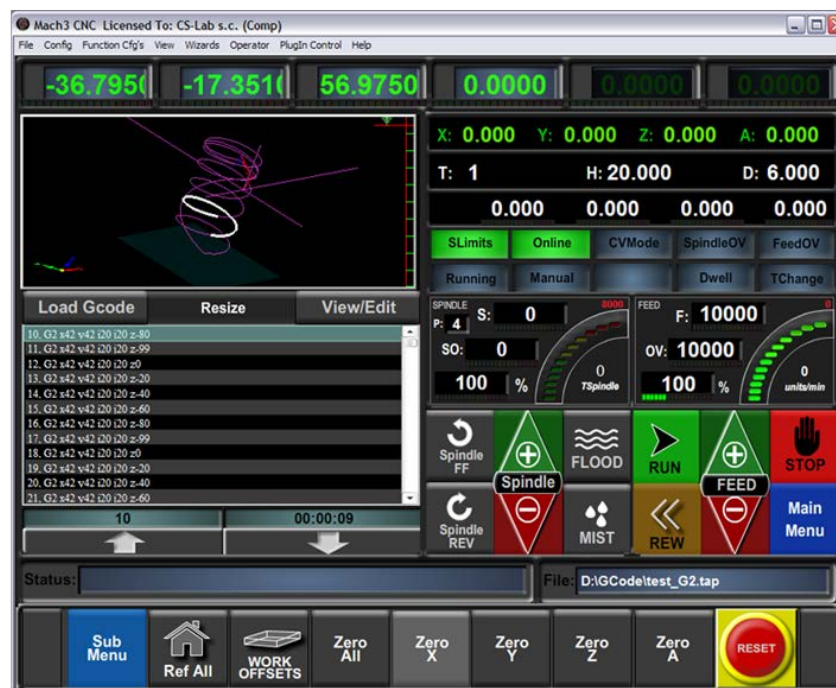 Mach3 CNC Licensed To: CS-Lab s.c. (Comp)
File Config Function Cfg's View Wizards Operator PlugIn Control Help
-36.7950 -17.3510 56.9750 0.0000 0.0000 0.0000
X: 0.000 Y: 0.000 Z: 0.000 A: 0.000
T: 1 H: 20.000 D: 6.000
0.000 0.000 0.000 0.000
SLimits Online CVMode SpindleOV FeedOV
Running Manual Dwell TChange
Load Gcode Resize View/Edit
10, G2 x42 y42 i20 j20 z-80
11, G2 x42 y42 i20 j20 z-99
12, G2 x42 y42 i20 j20 z0
13, G2 x42 y42 i20 j20 z-20
14, G2 x42 y42 i20 j20 z-40
15, G2 x42 y42 i20 j20 z-60
16, G2 x42 y42 i20 j20 z-80
17, G2 x42 y42 i20 j20 z-99
18, G2 x42 y42 i20 j20 z0
19, G2 x42 y42 i20 j20 z-20
20, G2 x42 y42 i20 j20 z-40
21, G2 x42 y42 i20 j20 z-60
10 00:00:09
SPINDLE 8000
P: 4 S: 0
SO: 0
100 %
0
TSpindle
FEED 0
F: 10000
OV: 10000
100 %
0
units/min
Spindle
FF
Spindle
FLOOD
RUN
FEED
STOP
Spindle
REV
MIST
REW
Main
Menu
Status: File: D:\GCode\test_G2.tap
Sub
Menu
Ref All
WORK
OFFSETS
Zero
All
Zero
X
Zero
Y
Zero
Z
Zero
A
RESET